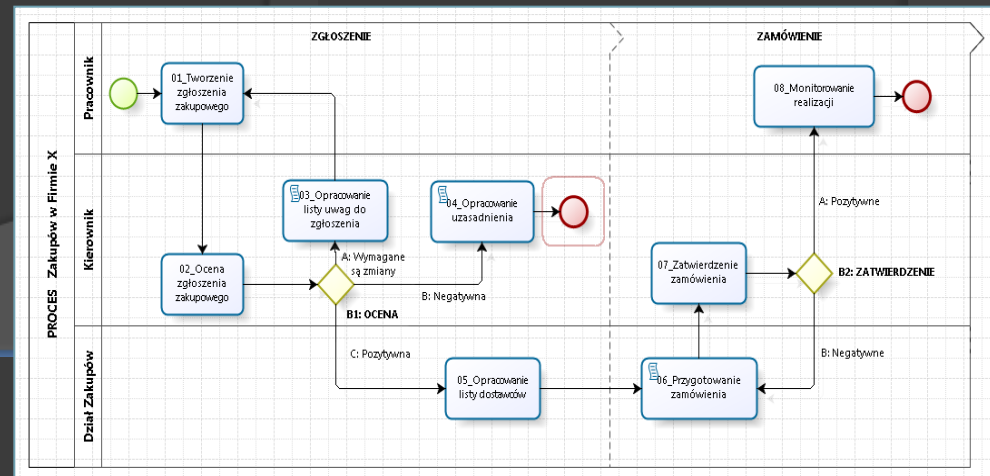 ZGŁOSZENIE
ZAMÓWIENIE
PROCES Zakupów w Firmie X
Pracownik
01_Tworzenie
zgłoszenia
zakupowego
08_Monitorowanie
realizacji
Kierownik
03_Opracowanie
listy uwag do
zgłoszenia
04_Opracowanie
uzasadnienia
A: Pozytywne
02_Ocena
zgłoszenia
zakupowego
A: Wymagane
są zmiany
B: Negatywna
B1: OCENA
07_Zatwierdzenie
zamówienia
B2: ZATWIERDZENIE
Dział Zakupów
C: Pozytywna
B: Negatywne
05_Opracowanie
listy dostawców
06_Przygotowanie
zamówienia